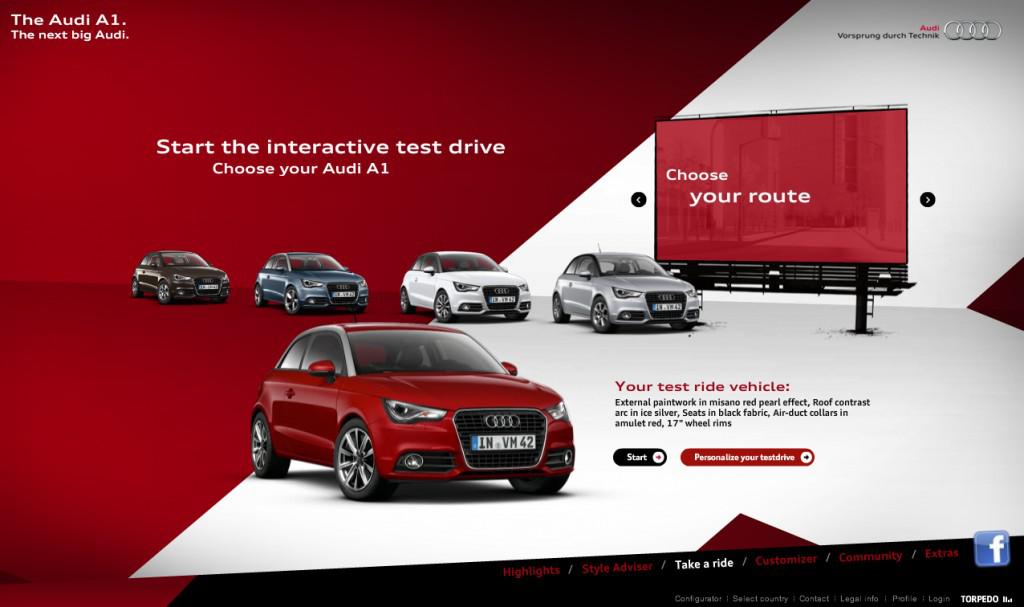 The Audi A1.
The next big Audi.
Audi
Vorsprung durch Technik
Start the interactive test drive
Choose your Audi A1
Choose
your route
IN VM 42
Your test ride vehicle:
External paintwork in misano red pearl effect, Roof contrast
arc in ice silver, Seats in black fabric, Air-duct collars in
amulet red, 17" wheel rims
Start
Personalize your testdrive
Highlights / Style Adviser / Take a ride / Customizer / Community / Extras
f
Configurator | Select country | Contact | Legal info | Profile | Login TORPEDO